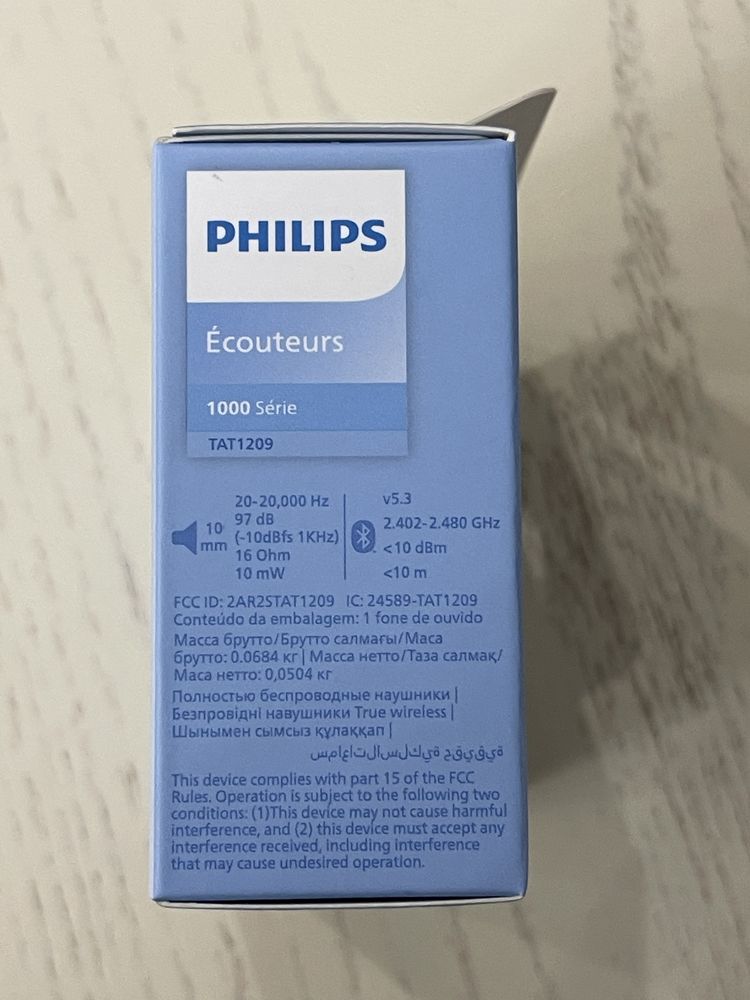 PHILIPS
Écouteurs
1000 Série
TAT1209
10
mm
20-20,000 Hz
97 dB
(-10dBfs 1KHz)
16 Ohm
10 mW
v5.3
2.402-2.480 GHz
<10 dBm
<10 m
FCC ID: 2AR2STAT1209 IC: 24589-TAT1209
Conteúdo da embalagem: 1 fone de ouvido
Масса брутто/Брутто салмағы/Маса
брутто: 0.0684 кг | Масса нетто/Таза салмақ/
Маса нетто: 0,0504 кг
Полностью беспроводные наушники |
Безпровідні навушники True wireless |
Шынымен сымсыз құлаққап |
سماعات لاسلكية حقيقية
This device complies with part 15 of the FCC
Rules. Operation is subject to the following two
conditions: (1)This device may not cause harmful
interference, and (2) this device must accept any
interference received, including interference
that may cause undesired operation.